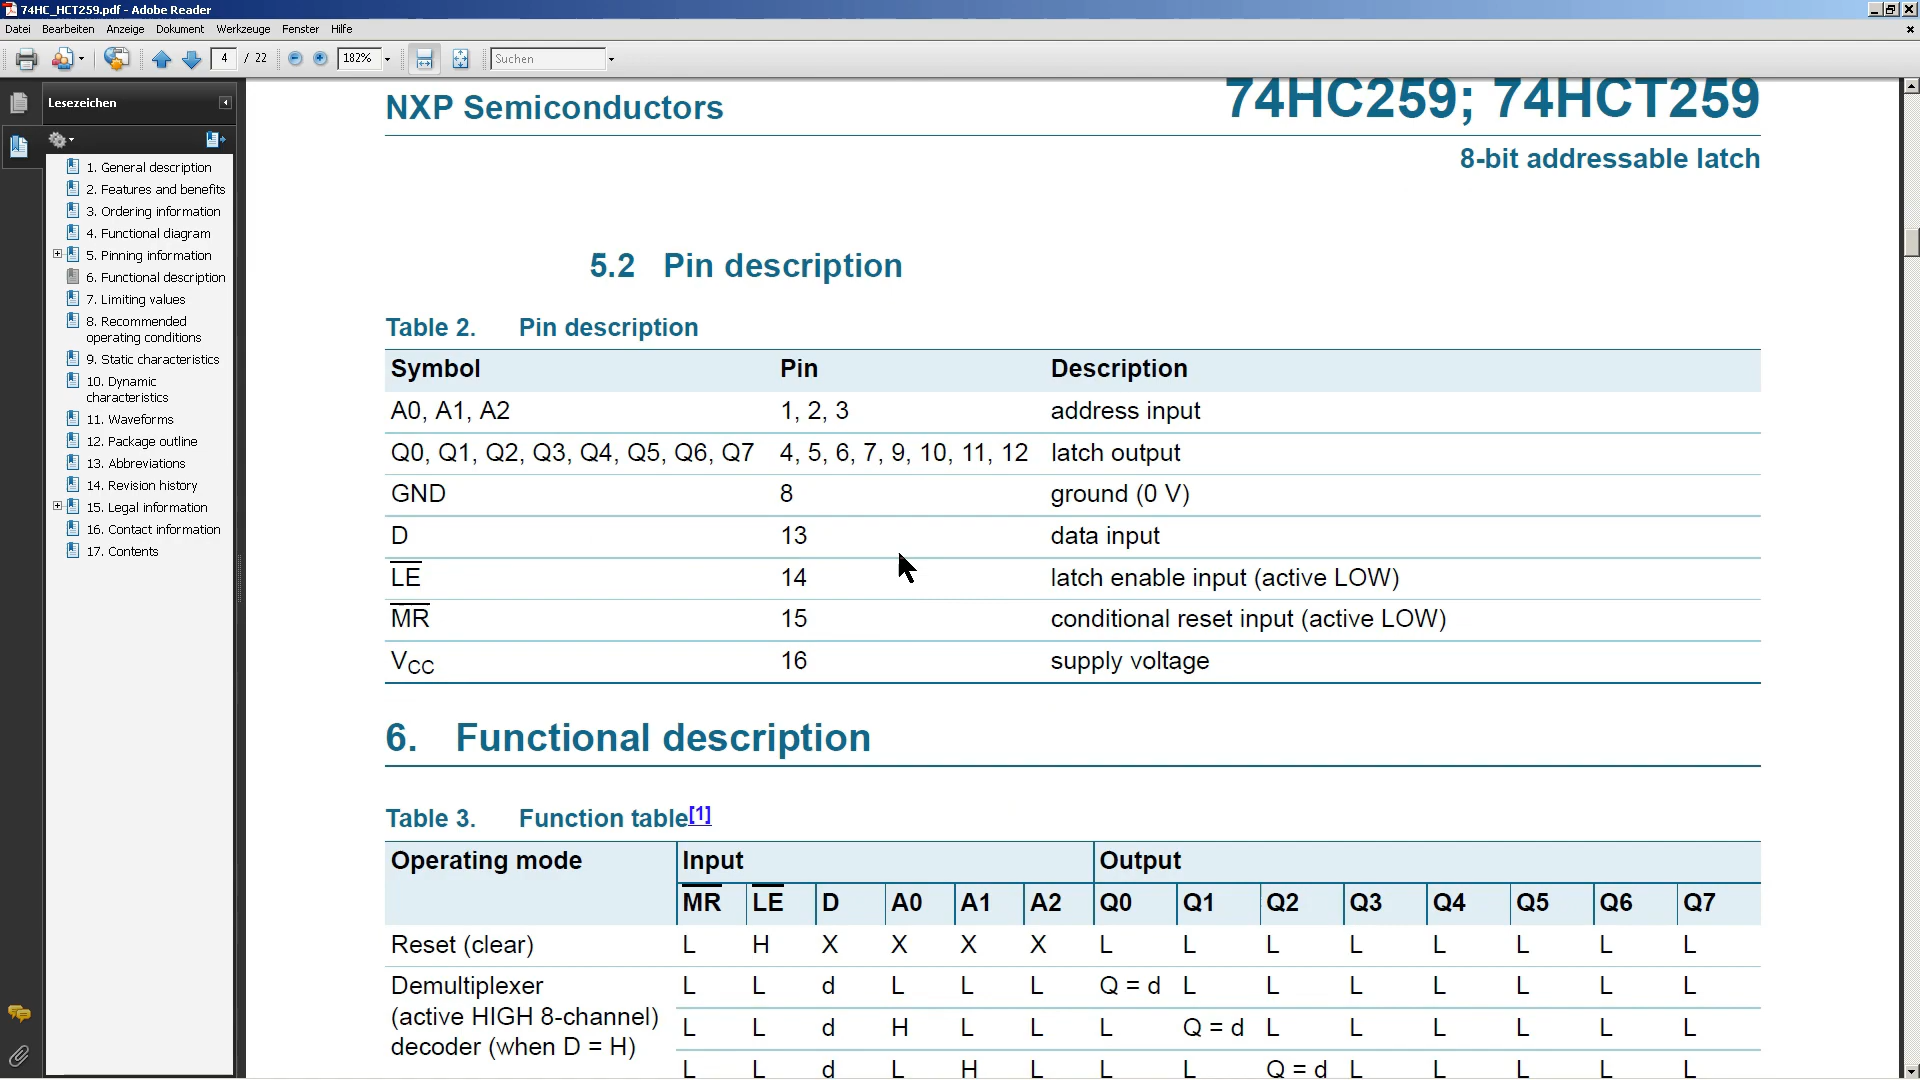 74HC_HCT259.pdf - Adobe Reader
Datei Bearbeiten Anzeige Dokument Werkzeuge Fenster Hilfe
4 / 22 182% Suchen
Lesezeichen
1. General description
2. Features and benefits
3. Ordering information
4. Functional diagram
5. Pinning information
6. Functional description
7. Limiting values
8. Recommended
operating conditions
9. Static characteristics
10. Dynamic
characteristics
11. Waveforms
12. Package outline
13. Abbreviations
14. Revision history
15. Legal information
16. Contact information
17. Contents
NXP Semiconductors 74HC259; 74HCT259
8-bit addressable latch
5.2 Pin description
Table 2. Pin description
Symbol Pin Description
A0, A1, A2 1, 2, 3 address input
Q0, Q1, Q2, Q3, Q4, Q5, Q6, Q7 4, 5, 6, 7, 9, 10, 11, 12 latch output
GND 8 ground (0 V)
D 13 data input
L̅E̅ 14 latch enable input (active LOW)
M̅R̅ 15 conditional reset input (active LOW)
VCC 16 supply voltage
6. Functional description
Table 3. Function table[1]
Operating mode Input Output
M̅R̅ L̅E̅ D A0 A1 A2 Q0 Q1 Q2 Q3 Q4 Q5 Q6 Q7
Reset (clear) L H X X X X L L L L L L L L
Demultiplexer L L d L L L Q = d L L L L L L L
(active HIGH 8-channel) L L d H L L L Q = d L L L L L L
decoder (when D = H)
L L d L H L L L Q = d L L L L L